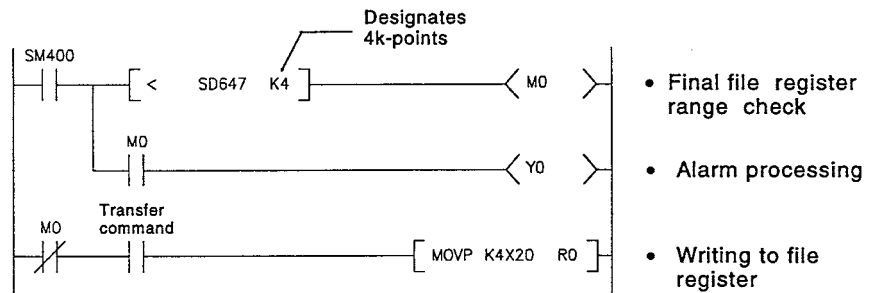 Designates
4k-points
SM400
< SD647 K4
M0
• Final file register
range check
M0
Y0
• Alarm processing
M0
Transfer
command
MOVP K4X20 R0
• Writing to file
register